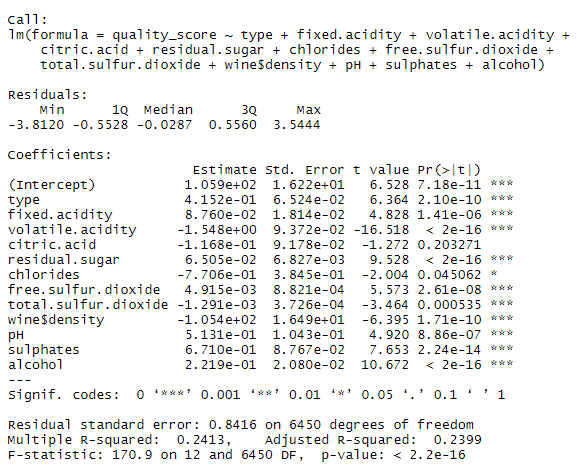 Call:
lm(formula = quality_score ~ type + fixed.acidity + volatile.acidity +
    citric.acid + residual.sugar + chlorides + free.sulfur.dioxide +
    total.sulfur.dioxide + wine$density + pH + sulphates + alcohol)

Residuals:
    Min      1Q  Median      3Q     Max
-3.8120 -0.5528 -0.0287  0.5560  3.5444

Coefficients:
                       Estimate Std. Error t value Pr(>|t|)
(Intercept)           1.059e+02  1.622e+01   6.528 7.18e-11 ***
type                  4.152e-01  6.524e-02   6.364 2.10e-10 ***
fixed.acidity         8.760e-02  1.814e-02   4.828 1.41e-06 ***
volatile.acidity     -1.548e+00  9.372e-02 -16.518  < 2e-16 ***
citric.acid          -1.168e-01  9.178e-02  -1.272 0.203271
residual.sugar        6.505e-02  6.827e-03   9.528  < 2e-16 ***
chlorides            -7.706e-01  3.845e-01  -2.004 0.045062 *
free.sulfur.dioxide   4.915e-03  8.821e-04   5.573 2.61e-08 ***
total.sulfur.dioxide -1.291e-03  3.726e-04  -3.464 0.000535 ***
wine$density         -1.054e+02  1.649e+01  -6.395 1.71e-10 ***
pH                    5.131e-01  1.043e-01   4.920 8.86e-07 ***
sulphates             6.710e-01  8.767e-02   7.653 2.24e-14 ***
alcohol               2.219e-01  2.080e-02  10.672  < 2e-16 ***
---
Signif. codes:  0 ‘***’ 0.001 ‘**’ 0.01 ‘*’ 0.05 ‘.’ 0.1 ‘ ’ 1

Residual standard error: 0.8416 on 6450 degrees of freedom
Multiple R-squared:  0.2413,    Adjusted R-squared:  0.2399
F-statistic: 170.9 on 12 and 6450 DF,  p-value: < 2.2e-16